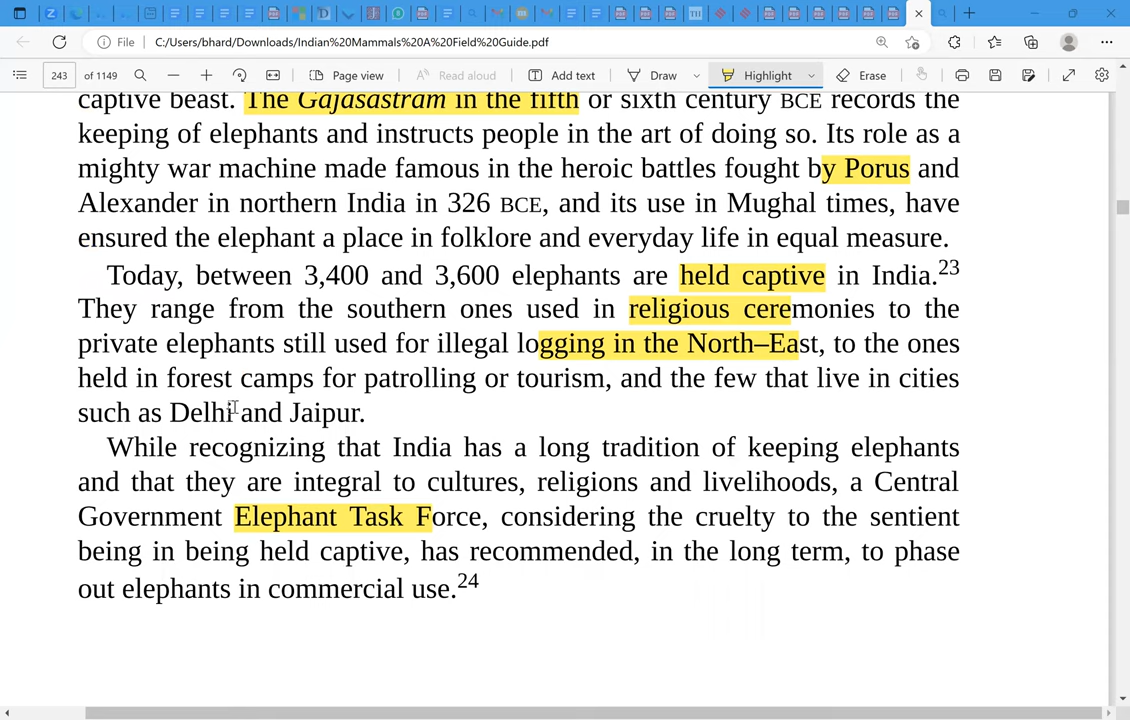 File C:/Users/bhard/Downloads/Indian%20Mammals%20A%20Field%20Guide.pdf
243 of 1149 Page view Read aloud Add text Draw Highlight Erase
captive beast. The Gajasastram in the fifth or sixth century BCE records the
keeping of elephants and instructs people in the art of doing so. Its role as a
mighty war machine made famous in the heroic battles fought by Porus and
Alexander in northern India in 326 BCE, and its use in Mughal times, have
ensured the elephant a place in folklore and everyday life in equal measure.
Today, between 3,400 and 3,600 elephants are held captive in India.23
They range from the southern ones used in religious ceremonies to the
private elephants still used for illegal logging in the North–East, to the ones
held in forest camps for patrolling or tourism, and the few that live in cities
such as Delhi and Jaipur.
While recognizing that India has a long tradition of keeping elephants
and that they are integral to cultures, religions and livelihoods, a Central
Government Elephant Task Force, considering the cruelty to the sentient
being in being held captive, has recommended, in the long term, to phase
out elephants in commercial use.24